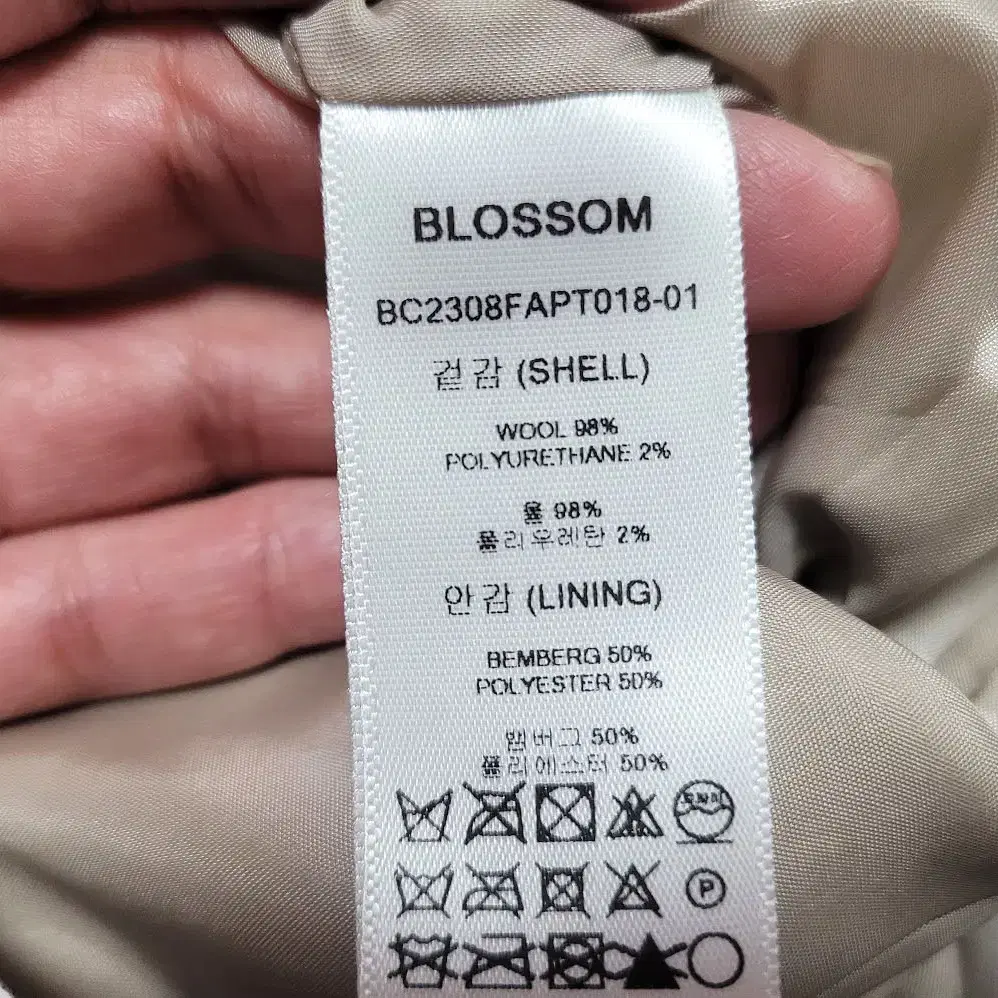 BLOSSOM
BC2308FAPT018-01
겉감 (SHELL)
WOOL 98%
POLYURETHANE 2%
울 98%
폴리우레탄 2%
안감 (LINING)
BEMBERG 50%
POLYESTER 50%
벰버그 50%
폴리에스터 50%
P